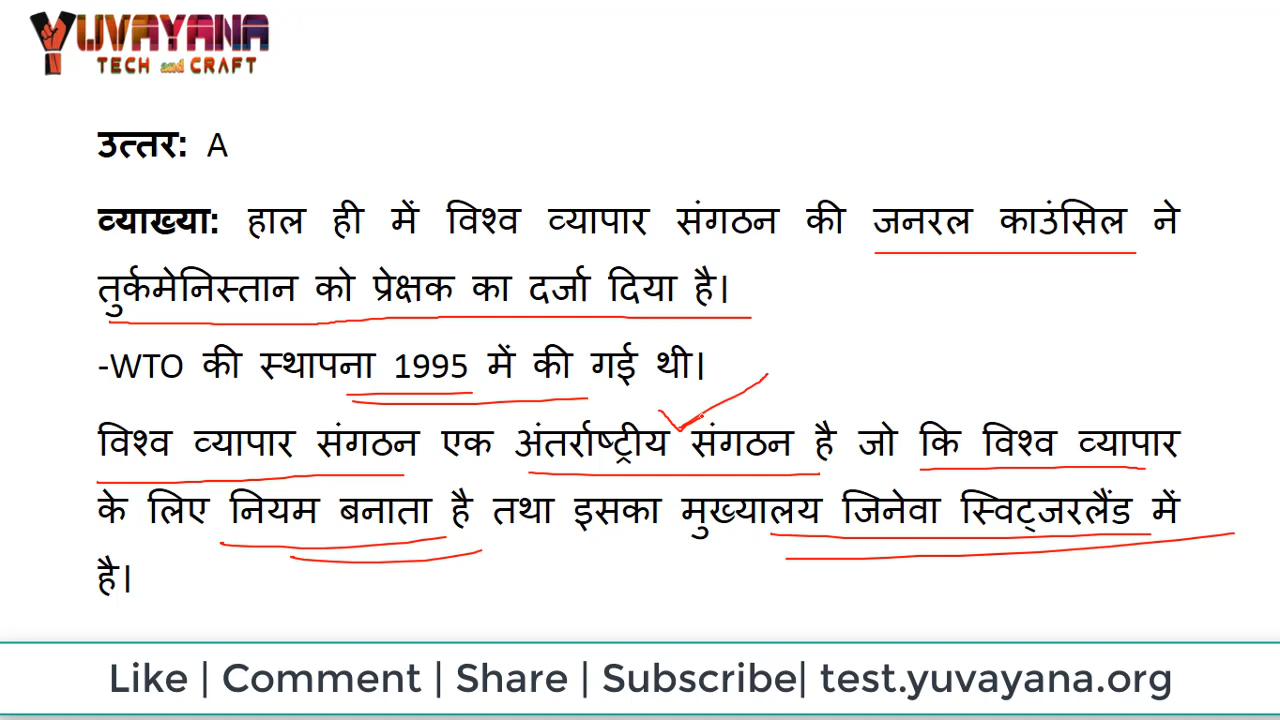 YUVAYANA
TECH and CRAFT
उत्तर: A
व्याख्या: हाल ही में विश्व व्यापार संगठन की जनरल काउंसिल ने
तुर्कमेनिस्तान को प्रेक्षक का दर्जा दिया है।
-WTO की स्थापना 1995 में की गई थी।
विश्व व्यापार संगठन एक अंतर्राष्ट्रीय संगठन है जो कि विश्व व्यापार
के लिए नियम बनाता है तथा इसका मुख्यालय जिनेवा स्विट्जरलैंड में
है।
Like | Comment | Share | Subscribe| test.yuvayana.org